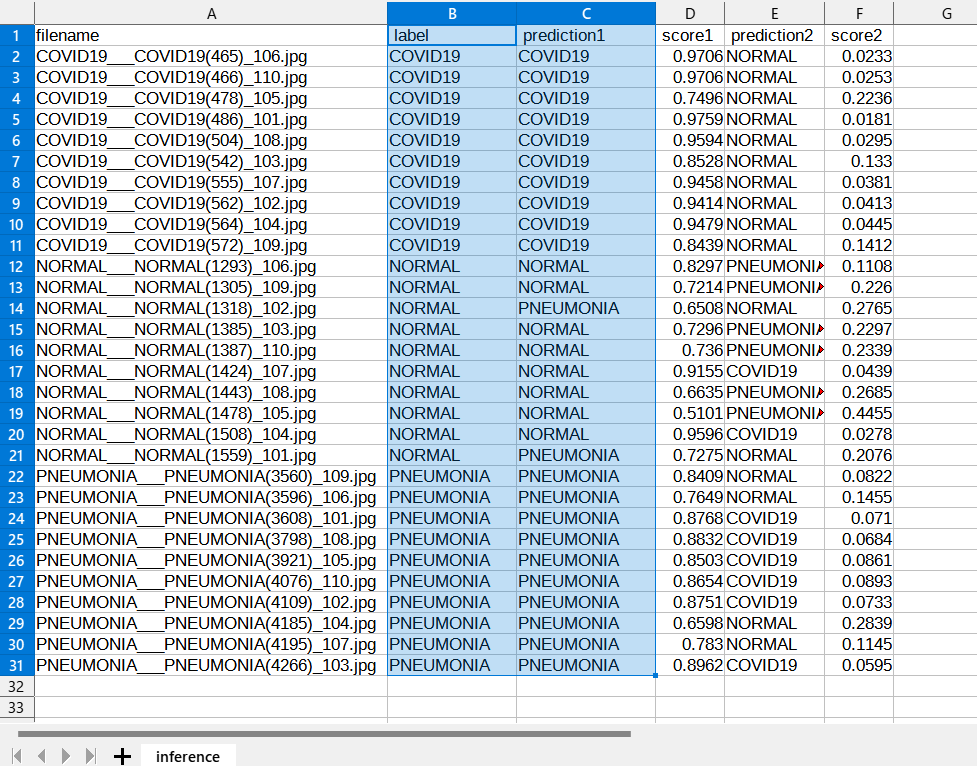 A B C D E F G
1 filename label prediction1 score1 prediction2 score2
2 COVID19___COVID19(465)_106.jpg COVID19 COVID19 0.9706 NORMAL 0.0233
3 COVID19___COVID19(466)_110.jpg COVID19 COVID19 0.9706 NORMAL 0.0253
4 COVID19___COVID19(478)_105.jpg COVID19 COVID19 0.7496 NORMAL 0.2236
5 COVID19___COVID19(486)_101.jpg COVID19 COVID19 0.9759 NORMAL 0.0181
6 COVID19___COVID19(504)_108.jpg COVID19 COVID19 0.9594 NORMAL 0.0295
7 COVID19___COVID19(542)_103.jpg COVID19 COVID19 0.8528 NORMAL 0.133
8 COVID19___COVID19(555)_107.jpg COVID19 COVID19 0.9458 NORMAL 0.0381
9 COVID19___COVID19(562)_102.jpg COVID19 COVID19 0.9414 NORMAL 0.0413
10 COVID19___COVID19(564)_104.jpg COVID19 COVID19 0.9479 NORMAL 0.0445
11 COVID19___COVID19(572)_109.jpg COVID19 COVID19 0.8439 NORMAL 0.1412
12 NORMAL___NORMAL(1293)_106.jpg NORMAL NORMAL 0.8297 PNEUMONIA 0.1108
13 NORMAL___NORMAL(1305)_109.jpg NORMAL NORMAL 0.7214 PNEUMONIA 0.226
14 NORMAL___NORMAL(1318)_102.jpg NORMAL PNEUMONIA 0.6508 NORMAL 0.2765
15 NORMAL___NORMAL(1385)_103.jpg NORMAL NORMAL 0.7296 PNEUMONIA 0.2297
16 NORMAL___NORMAL(1387)_110.jpg NORMAL NORMAL 0.736 PNEUMONIA 0.2339
17 NORMAL___NORMAL(1424)_107.jpg NORMAL NORMAL 0.9155 COVID19 0.0439
18 NORMAL___NORMAL(1443)_108.jpg NORMAL NORMAL 0.6635 PNEUMONIA 0.2685
19 NORMAL___NORMAL(1478)_105.jpg NORMAL NORMAL 0.5101 PNEUMONIA 0.4455
20 NORMAL___NORMAL(1508)_104.jpg NORMAL NORMAL 0.9596 COVID19 0.0278
21 NORMAL___NORMAL(1559)_101.jpg NORMAL PNEUMONIA 0.7275 NORMAL 0.2076
22 PNEUMONIA___PNEUMONIA(3560)_109.jpg PNEUMONIA PNEUMONIA 0.8409 NORMAL 0.0822
23 PNEUMONIA___PNEUMONIA(3596)_106.jpg PNEUMONIA PNEUMONIA 0.7649 NORMAL 0.1455
24 PNEUMONIA___PNEUMONIA(3608)_101.jpg PNEUMONIA PNEUMONIA 0.8768 COVID19 0.071
25 PNEUMONIA___PNEUMONIA(3798)_108.jpg PNEUMONIA PNEUMONIA 0.8832 COVID19 0.0684
26 PNEUMONIA___PNEUMONIA(3921)_105.jpg PNEUMONIA PNEUMONIA 0.8503 COVID19 0.0861
27 PNEUMONIA___PNEUMONIA(4076)_110.jpg PNEUMONIA PNEUMONIA 0.8654 COVID19 0.0893
28 PNEUMONIA___PNEUMONIA(4109)_102.jpg PNEUMONIA PNEUMONIA 0.8751 COVID19 0.0733
29 PNEUMONIA___PNEUMONIA(4185)_104.jpg PNEUMONIA PNEUMONIA 0.6598 NORMAL 0.2839
30 PNEUMONIA___PNEUMONIA(4195)_107.jpg PNEUMONIA PNEUMONIA 0.783 NORMAL 0.1145
31 PNEUMONIA___PNEUMONIA(4266)_103.jpg PNEUMONIA PNEUMONIA 0.8962 COVID19 0.0595
32
33
inference